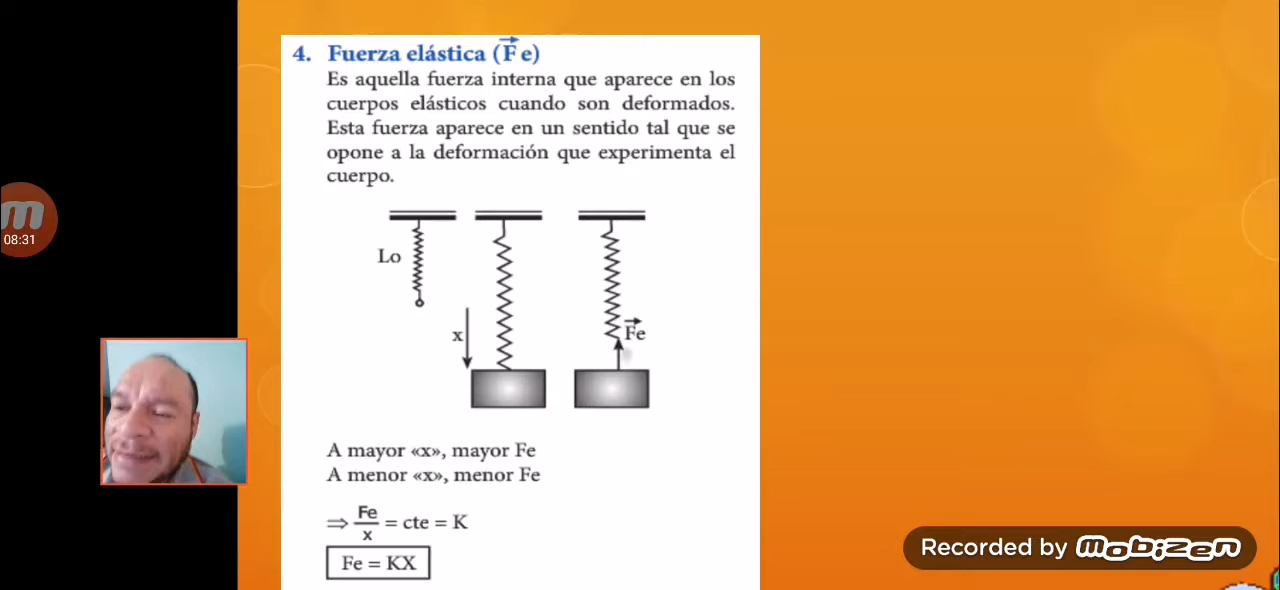 4. Fuerza elástica (F⃗ e)
Es aquella fuerza interna que aparece en los
cuerpos elásticos cuando son deformados.
Esta fuerza aparece en un sentido tal que se
opone a la deformación que experimenta el
cuerpo.
Lo
x
F⃗e
A mayor «x», mayor Fe
A menor «x», menor Fe
⇒ Fe/x = cte = K
Fe = KX
08:31
Recorded by Mobizen